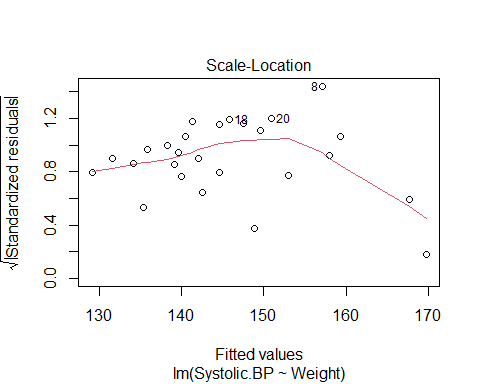 Scale-Location
√|Standardized residuals|
0.0 0.4 0.8 1.2
8
18
20
130 140 150 160 170
Fitted values
lm(Systolic.BP ~ Weight)